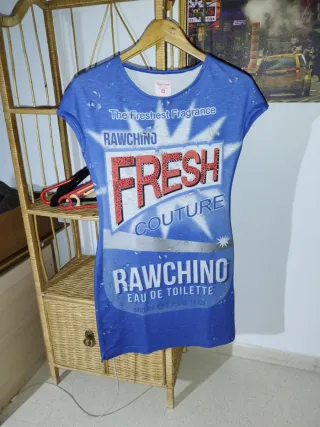 The Freshest Fragrance
RAWCHINO
FRESH
COUTURE
RAWCHINO
EAU DE TOILETTE